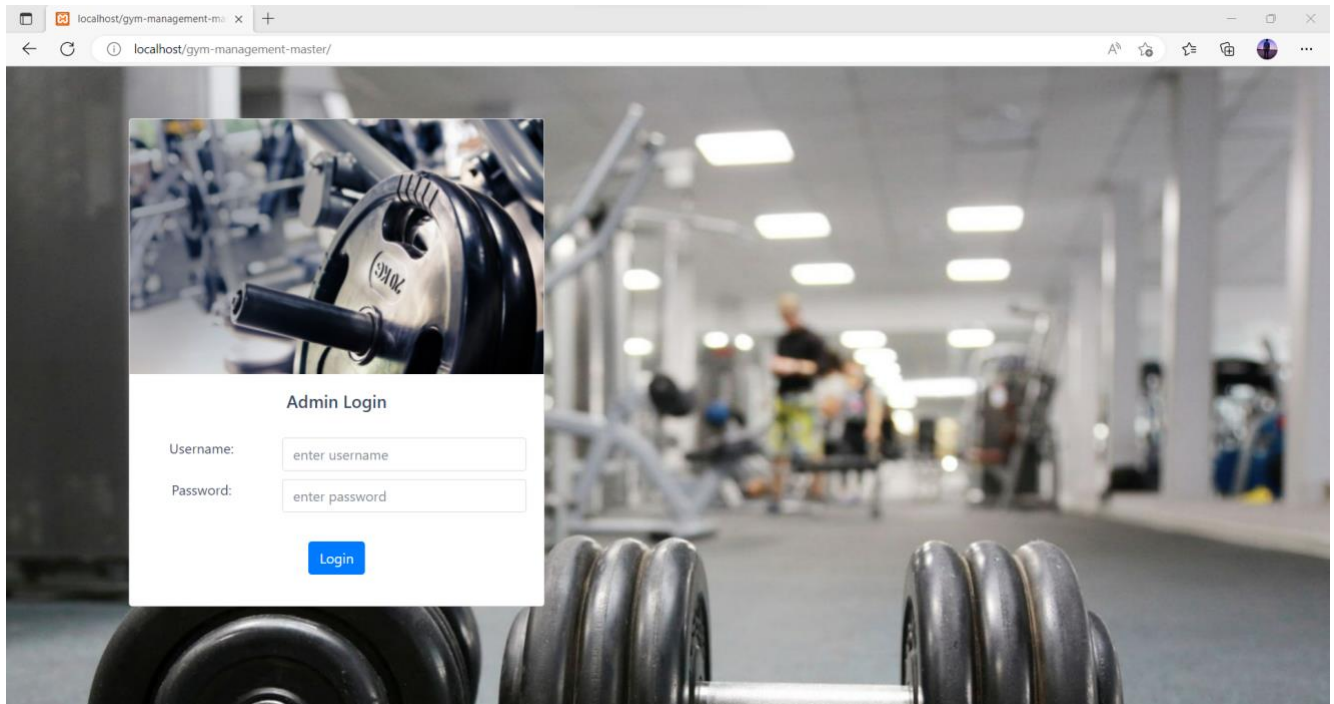 localhost/gym-management-ma
localhost/gym-management-master/
20KG
Admin Login
Username:
enter username
Password:
enter password
Login